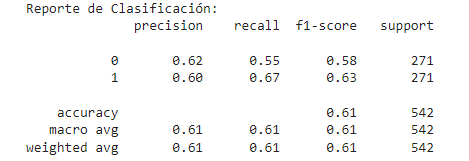 Reporte de Clasificación:
precision recall f1-score support
0 0.62 0.55 0.58 271
1 0.60 0.67 0.63 271
accuracy 0.61 542
macro avg 0.61 0.61 0.61 542
weighted avg 0.61 0.61 0.61 542